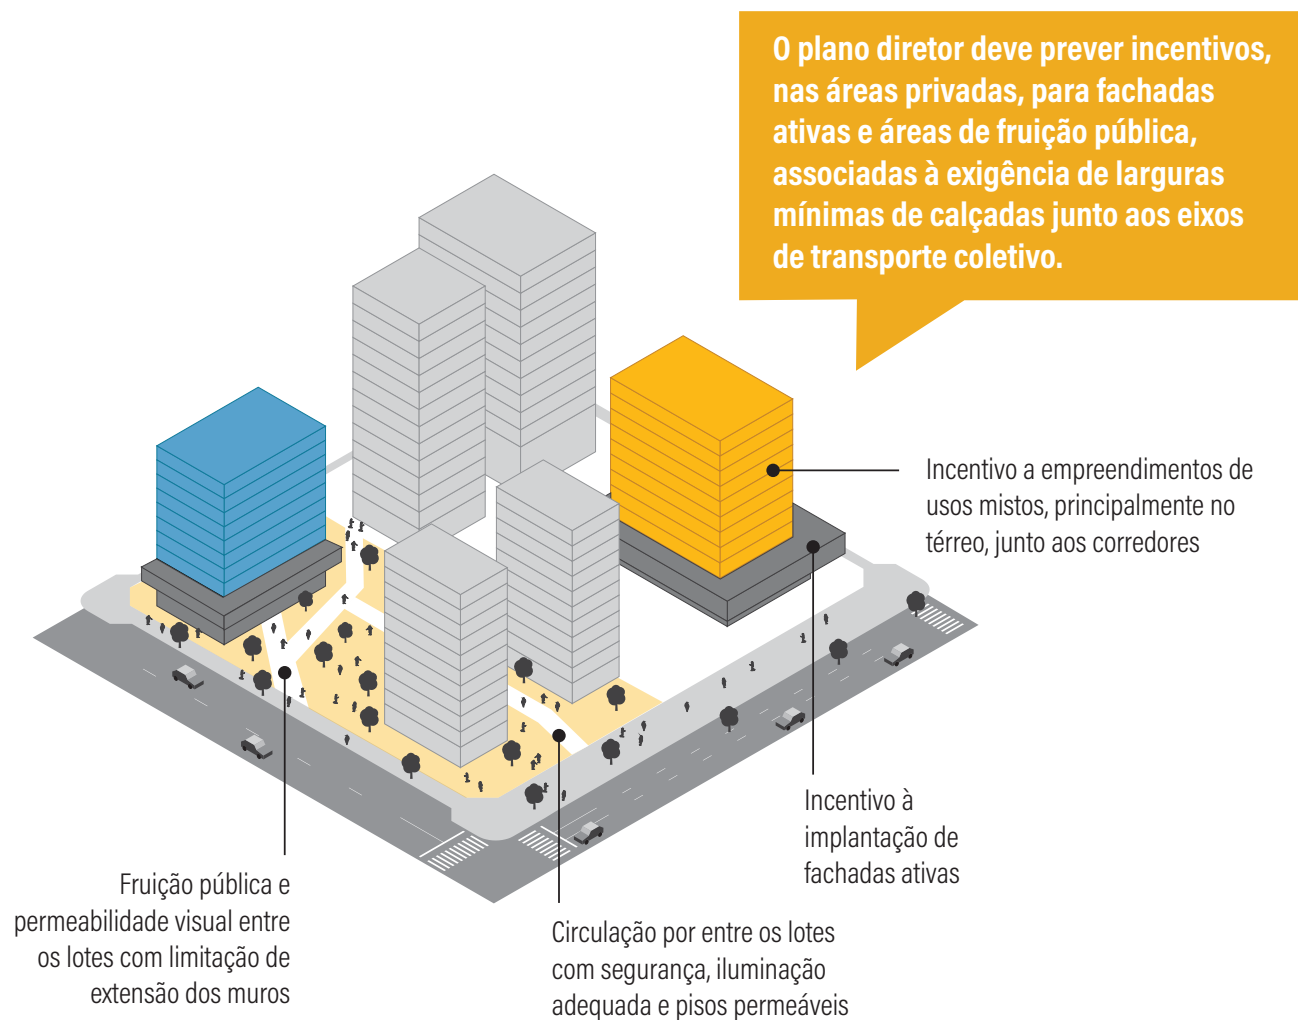 O plano diretor deve prever incentivos,
nas áreas privadas, para fachadas
ativas e áreas de fruição pública,
associadas à exigência de larguras
mínimas de calçadas junto aos eixos
de transporte coletivo.
Incentivo a empreendimentos de
usos mistos, principalmente no
térreo, junto aos corredores
Incentivo à
implantação de
fachadas ativas
Fruição pública e
permeabilidade visual entre
os lotes com limitação de
extensão dos muros
Circulação por entre os lotes
com segurança, iluminação
adequada e pisos permeáveis